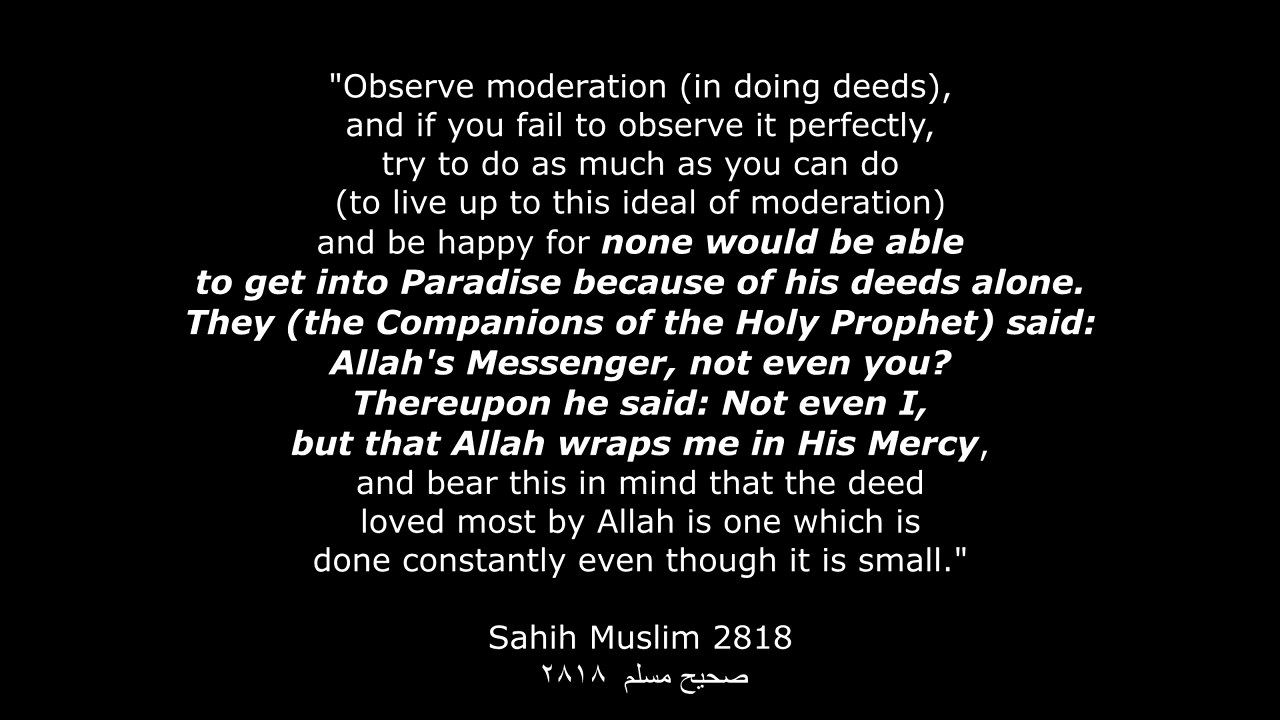 "Observe moderation (in doing deeds),
and if you fail to observe it perfectly,
try to do as much as you can do
(to live up to this ideal of moderation)
and be happy for none would be able
to get into Paradise because of his deeds alone.
They (the Companions of the Holy Prophet) said:
Allah's Messenger, not even you?
Thereupon he said: Not even I,
but that Allah wraps me in His Mercy,
and bear this in mind that the deed
loved most by Allah is one which is
done constantly even though it is small."
Sahih Muslim 2818
صحيح مسلم ٢٨١٨